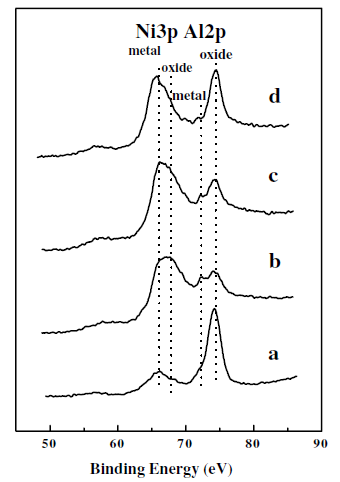 Ni3p Al2p
metal
oxide
oxide
metal
d
c
b
a
50 60 70 80 90
Binding Energy (eV)